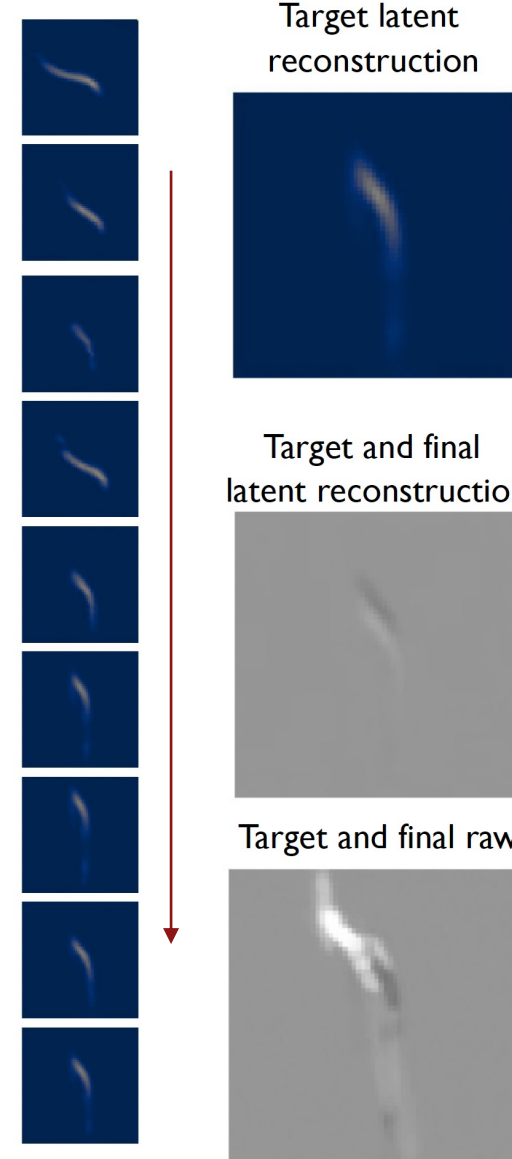 Target latent
reconstruction
Target and final
latent reconstructio
Target and final raw